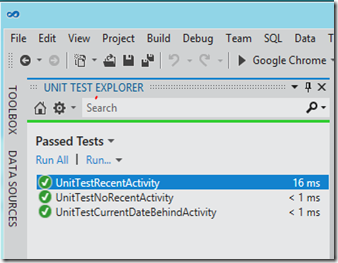 File Edit View Project Build Debug Team SQL Data
Google Chrome
TOOLBOX
DATA SOURCES
UNIT TEST EXPLORER
Search
Passed Tests
Run All | Run...
UnitTestRecentActivity 16 ms
UnitTestNoRecentActivity < 1 ms
UnitTestCurrentDateBehindActivity < 1 ms